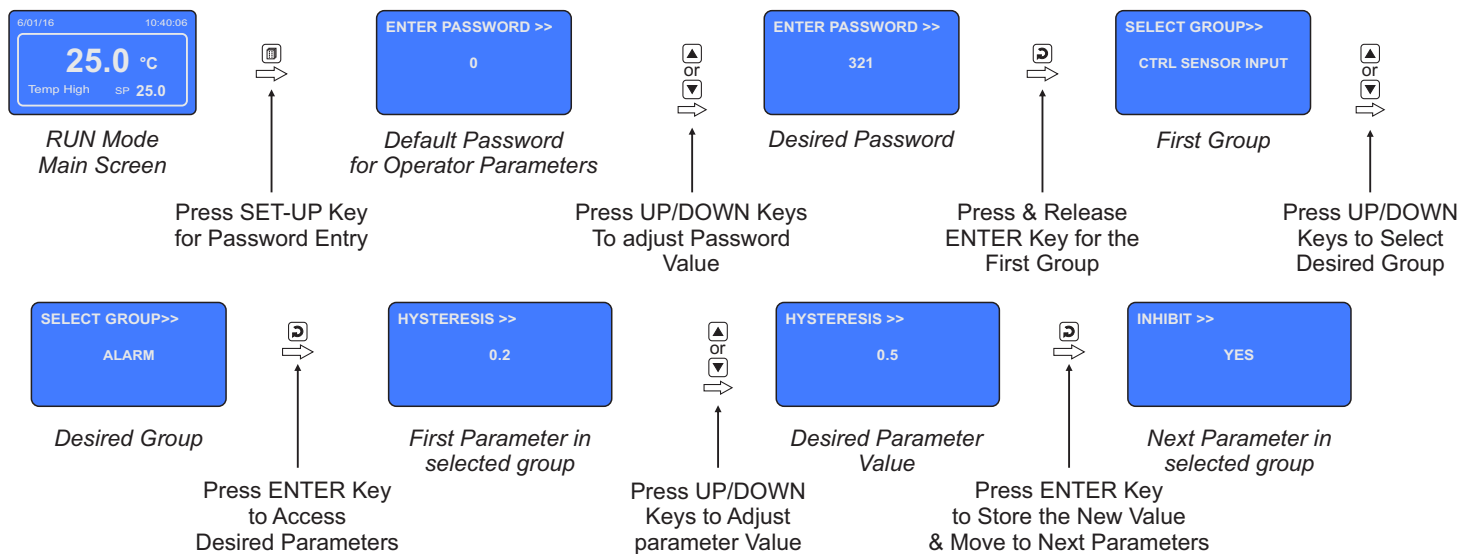 6/01/16 10:40:06
25.0 °C
Temp High SP 25.0
RUN Mode
Main Screen
Press SET-UP Key
for Password Entry
ENTER PASSWORD >>
0
Default Password
for Operator Parameters
or
Press UP/DOWN Keys
To adjust Password
Value
ENTER PASSWORD >>
321
Desired Password
Press & Release
ENTER Key for the
First Group
SELECT GROUP>>
CTRL SENSOR INPUT
First Group
or
Press UP/DOWN
Keys to Select
Desired Group
SELECT GROUP>>
ALARM
Desired Group
Press ENTER Key
to Access
Desired Parameters
HYSTERESIS >>
0.2
First Parameter in
selected group
or
Press UP/DOWN
Keys to Adjust
parameter Value
HYSTERESIS >>
0.5
Desired Parameter
Value
Press ENTER Key
to Store the New Value
& Move to Next Parameters
INHIBIT >>
YES
Next Parameter in
selected group